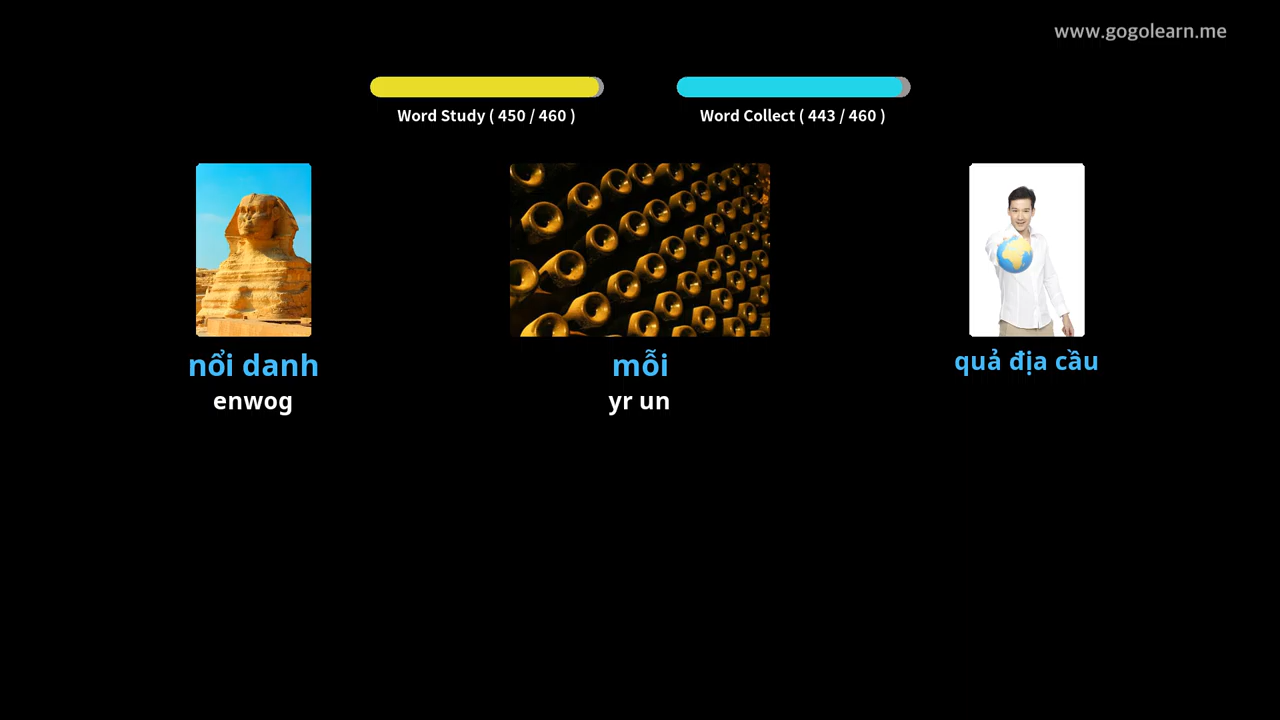 www.gogolearn.me
Word Study ( 450 / 460 )
Word Collect ( 443 / 460 )
nổi danh
enwog
mỗi
yr un
quả địa cầu